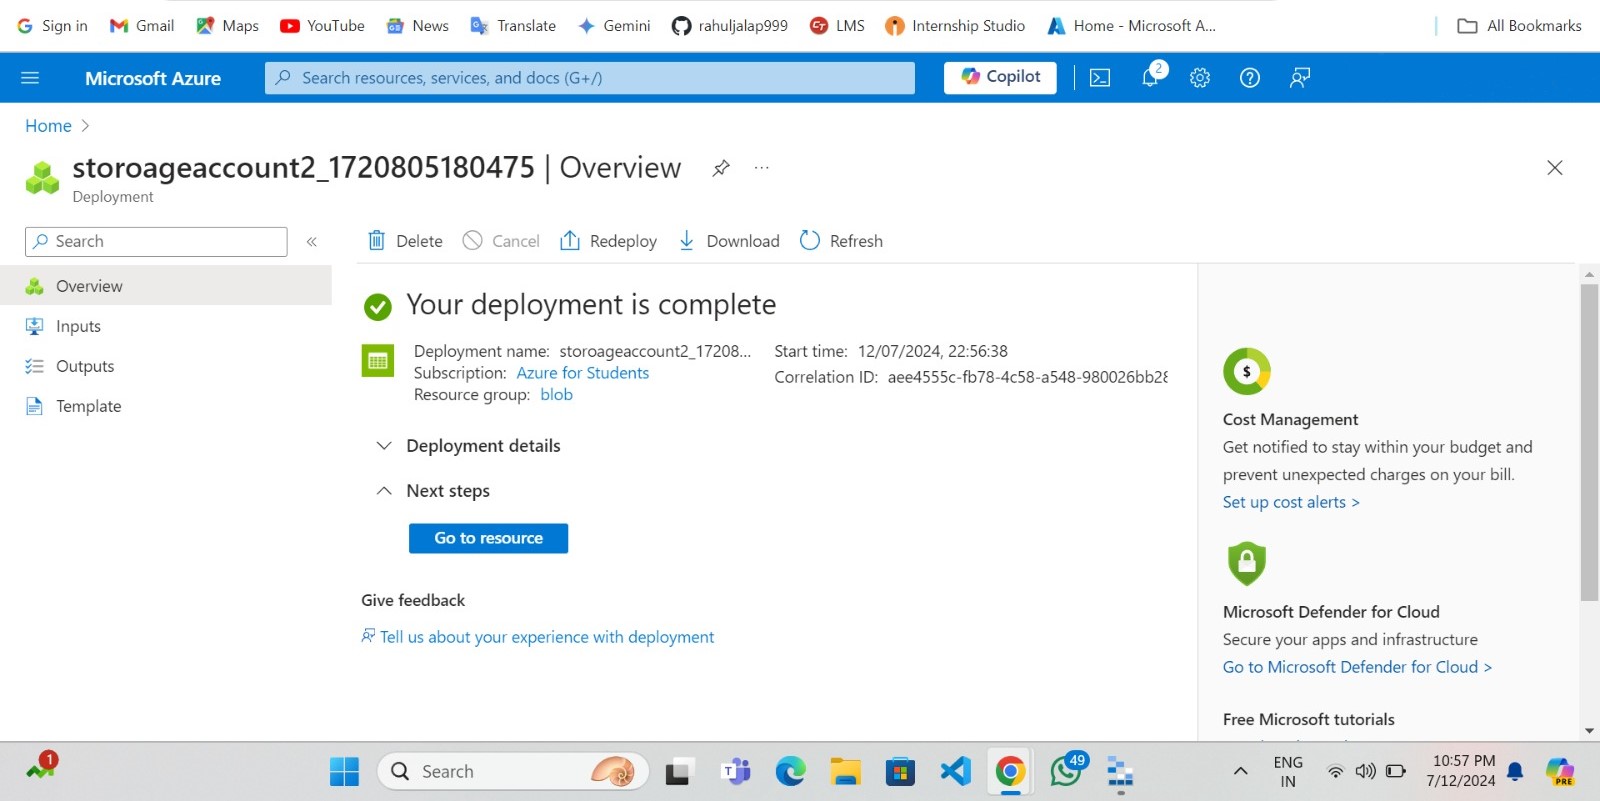 Sign in Gmail Maps YouTube News Translate Gemini rahuljalap999 LMS Internship Studio Home - Microsoft A... All Bookmarks
Microsoft Azure Search resources, services, and docs (G+/) Copilot 2
Home
storoageaccount2_1720805180475 | Overview ...
Deployment
Search « Delete Cancel Redeploy Download Refresh
Overview
Inputs
Outputs
Template
Your deployment is complete
Deployment name: storoageaccount2_17208... Start time: 12/07/2024, 22:56:38
Subscription: Azure for Students Correlation ID: aee4555c-fb78-4c58-a548-980026bb28
Resource group: blob
Deployment details
Next steps
Go to resource
Give feedback
Tell us about your experience with deployment
Cost Management
Get notified to stay within your budget and
prevent unexpected charges on your bill.
Set up cost alerts >
Microsoft Defender for Cloud
Secure your apps and infrastructure
Go to Microsoft Defender for Cloud >
Free Microsoft tutorials
1 Search 49 ENG 10:57 PM
IN 7/12/2024 PRE